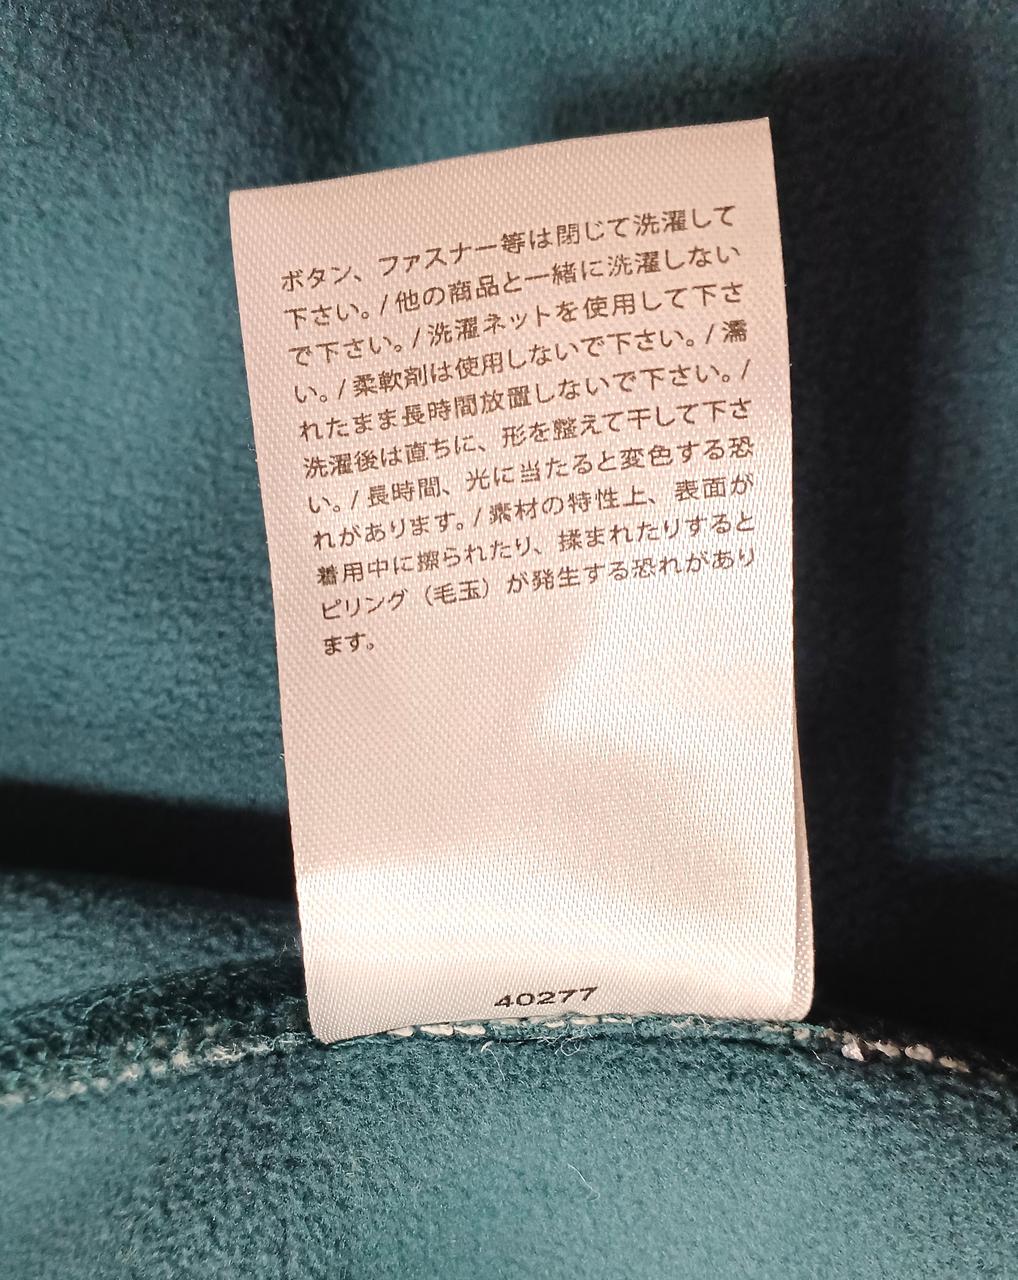 ボタン、ファスナー等は閉じて洗濯して
下さい。/他の商品と一緒に洗濯しない
で下さい。/洗濯ネットを使用して下さ
い。/柔軟剤は使用しないで下さい。/濡
れたまま長時間放置しないで下さい。/
洗濯後は直ちに、形を整えて干して下さ
い。/長時間、光に当たると変色する恐
れがあります。/素材の特性上、表面が
着用中に擦られたり、揉まれたりすると
ピリング（毛玉）が発生する恐れがあり
ます。
40277